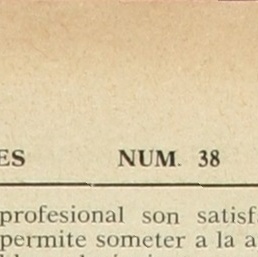 ES NUM. 38
profesional son satisf
permite someter a la a